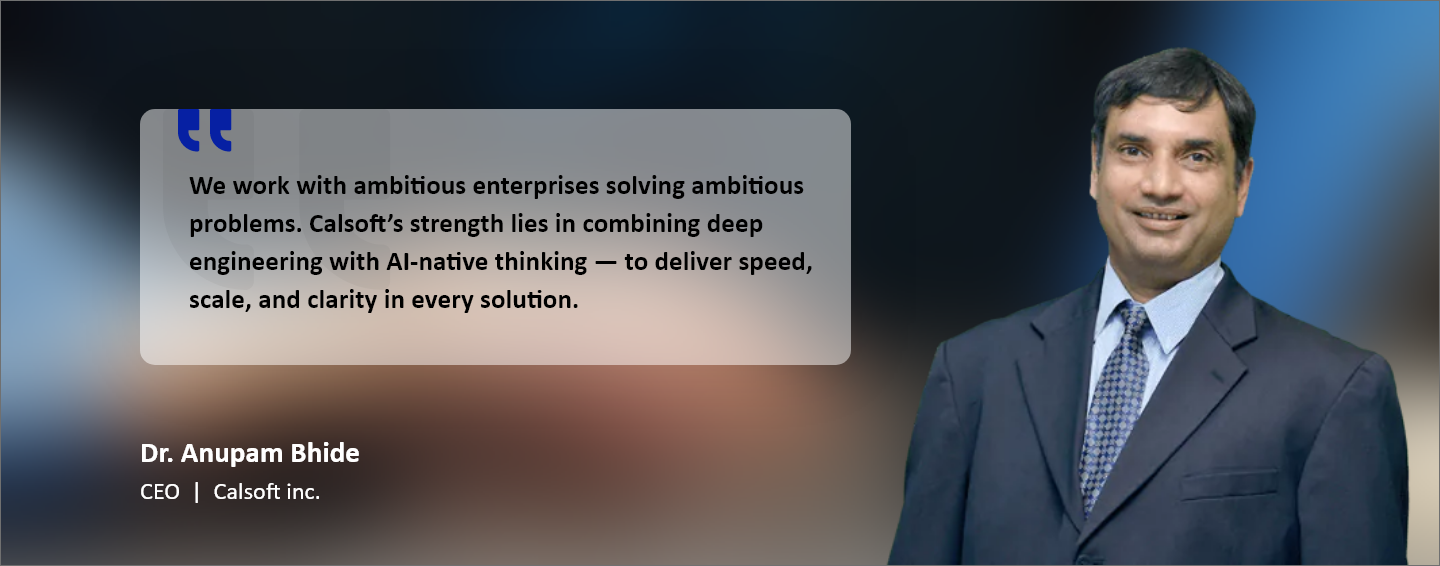 We work with ambitious enterprises solving ambitious
problems. Calsoft’s strength lies in combining deep
engineering with AI-native thinking — to deliver speed,
scale, and clarity in every solution.
Dr. Anupam Bhide
CEO | Calsoft inc.